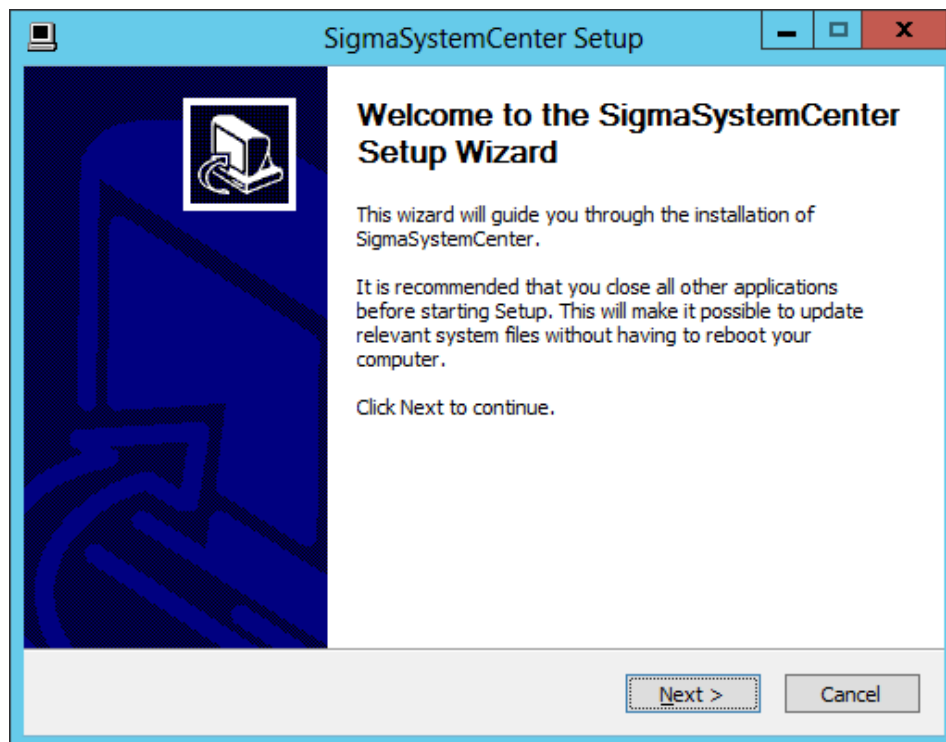 SigmaSystemCenter Setup
Welcome to the SigmaSystemCenter
Setup Wizard
This wizard will guide you through the installation of
SigmaSystemCenter.
It is recommended that you close all other applications
before starting Setup. This will make it possible to update
relevant system files without having to reboot your
computer.
Click Next to continue.
Next >
Cancel